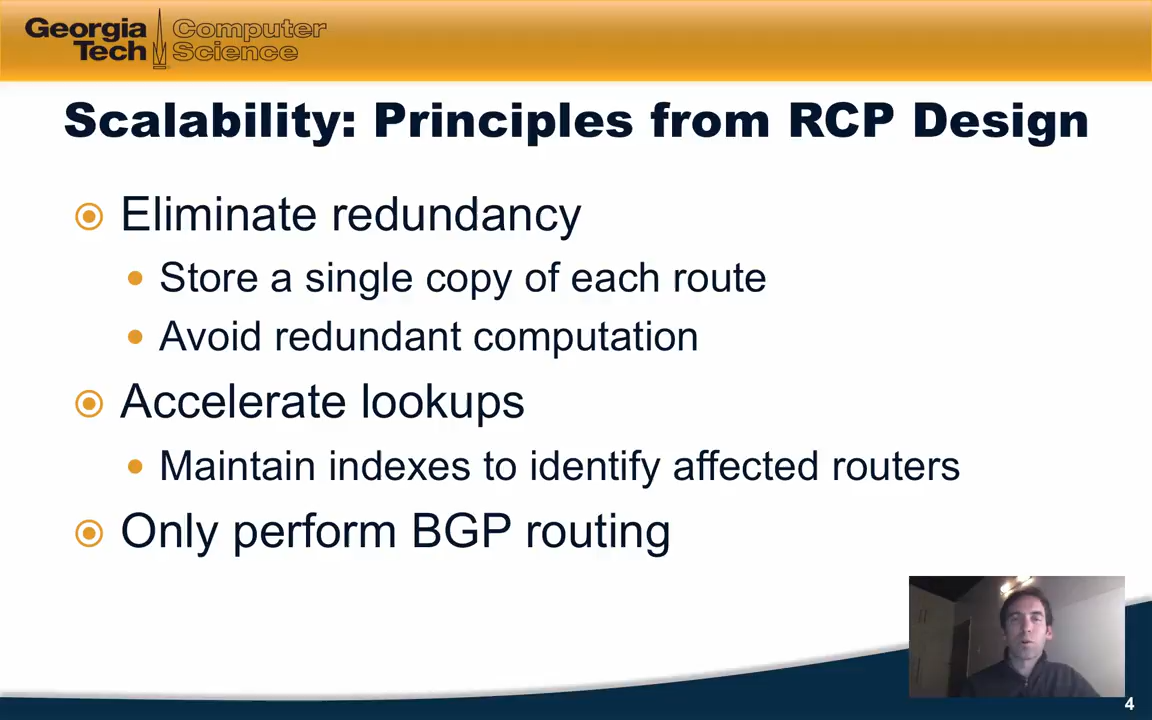 Georgia Tech
Computer Science
Scalability: Principles from RCP Design
Eliminate redundancy
Store a single copy of each route
Avoid redundant computation
Accelerate lookups
Maintain indexes to identify affected routers
Only perform BGP routing
4